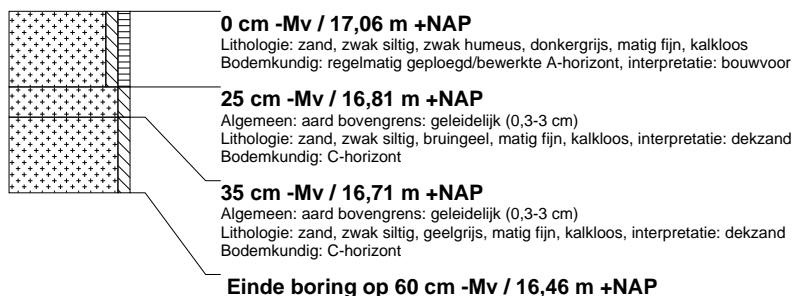 0 cm -Mv / 17,06 m +NAP
Lithologie: zand, zwak siltig, zwak humeus, donkergrijs, matig fijn, kalkloos
Bodemkundig: regelmatig geploegd/bewerkte A-horizont, interpretatie: bouwvoor
25 cm -Mv / 16,81 m +NAP
Algemeen: aard bovengrens: geleidelijk (0,3-3 cm)
Lithologie: zand, zwak siltig, bruingeel, matig fijn, kalkloos, interpretatie: dekzand
Bodemkundig: C-horizont
35 cm -Mv / 16,71 m +NAP
Algemeen: aard bovengrens: geleidelijk (0,3-3 cm)
Lithologie: zand, zwak siltig, geelgrijs, matig fijn, kalkloos, interpretatie: dekzand
Bodemkundig: C-horizont
Einde boring op 60 cm -Mv / 16,46 m +NAP